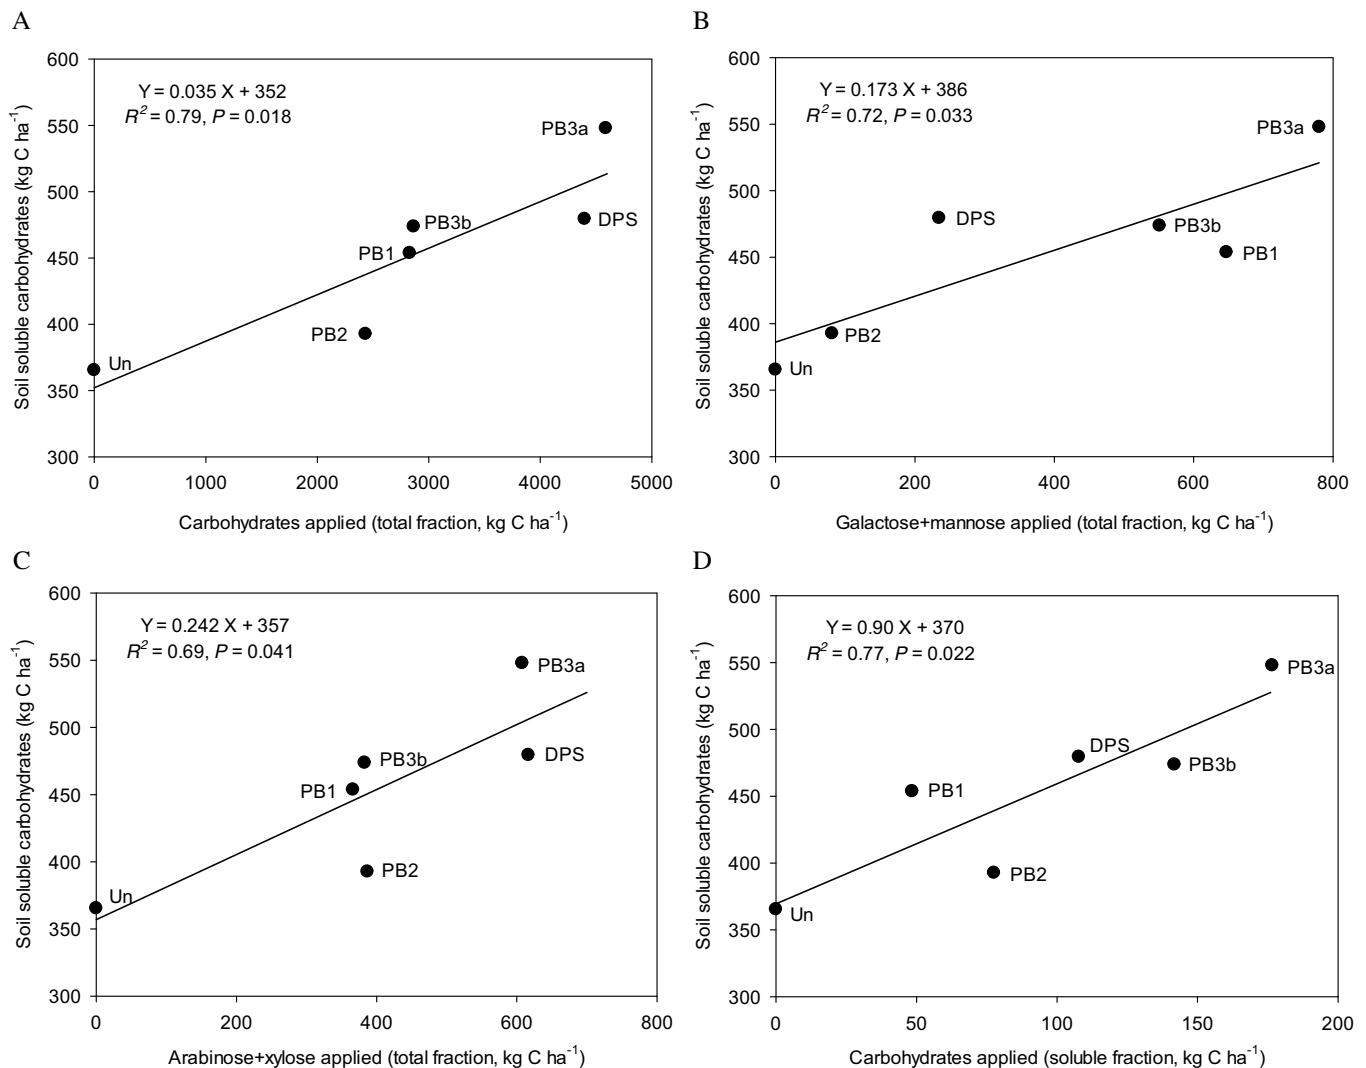 A
Y = 0.035 X + 352
R² = 0.79, P = 0.018
600
550
500
450
400
350
300
Soil soluble carbohydrates (kg C ha⁻¹)
PB3a
PB3b
DPS
PB1
PB2
Un
0 1000 2000 3000 4000 5000
Carbohydrates applied (total fraction, kg C ha⁻¹)
B
Y = 0.173 X + 386
R² = 0.72, P = 0.033
600
550
500
450
400
350
300
Soil soluble carbohydrates (kg C ha⁻¹)
PB3a
DPS
PB3b
PB1
PB2
Un
0 200 400 600 800
Galactose+mannose applied (total fraction, kg C ha⁻¹)
C
Y = 0.242 X + 357
R² = 0.69, P = 0.041
600
550
500
450
400
350
300
Soil soluble carbohydrates (kg C ha⁻¹)
PB3a
PB3b
DPS
PB1
PB2
Un
0 200 400 600 800
Arabinose+xylose applied (total fraction, kg C ha⁻¹)
D
Y = 0.90 X + 370
R² = 0.77, P = 0.022
600
550
500
450
400
350
300
Soil soluble carbohydrates (kg C ha⁻¹)
PB3a
DPS
PB3b
PB1
PB2
Un
0 50 100 150 200
Carbohydrates applied (soluble fraction, kg C ha⁻¹)